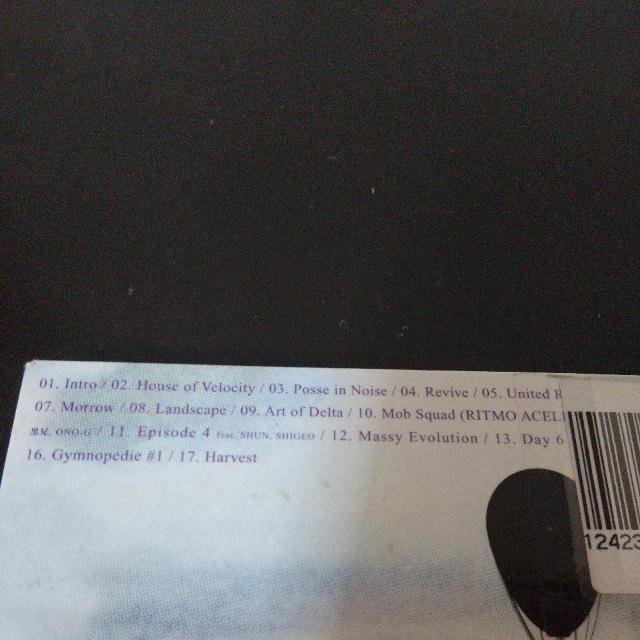 01. Intro / 02. House of Velocity / 03. Posse in Noise / 04. Revive / 05. United
07. Morrow / 08. Landscape / 09. Art of Delta / 10. Mob Squad (RITMO ACEL
/ 11. Episode 4 feat. SHUN, SHIGEO / 12. Massy Evolution / 13. Day 6
16. Gymnopedie #1 / 17. Harvest
12423